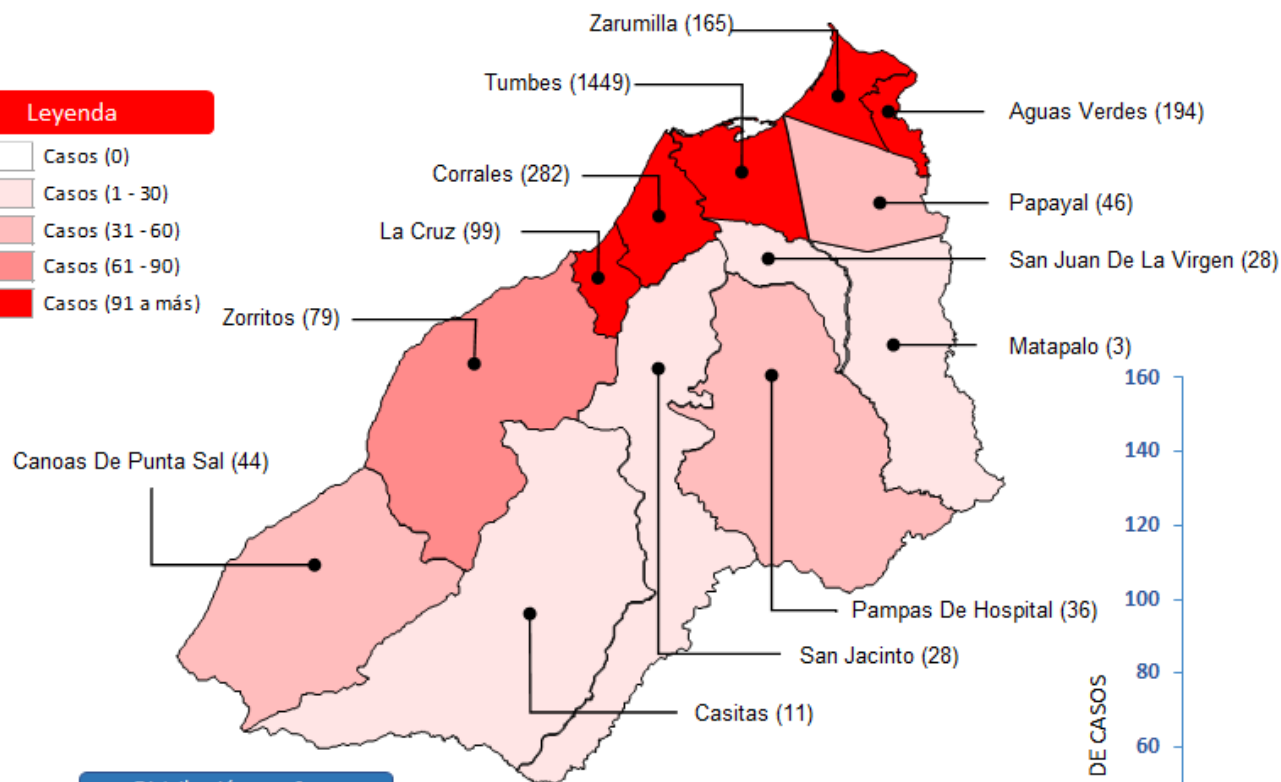 Zarumilla (165)
Tumbes (1449)
Leyenda
Aguas Verdes (194)
Casos (0)
Corrales (282)
Casos (1 - 30)
Papayal (46)
Casos (31 - 60)
La Cruz (99)
San Juan De La Virgen (28)
Casos (61 - 90)
Casos (91 a más)
Zorritos (79)
Matapalo (3)
160
140
Canoas De Punta Sal (44)
120
100
Pampas De Hospital (36)
San Jacinto (28)
80
Casitas (11)
DE CASOS
60